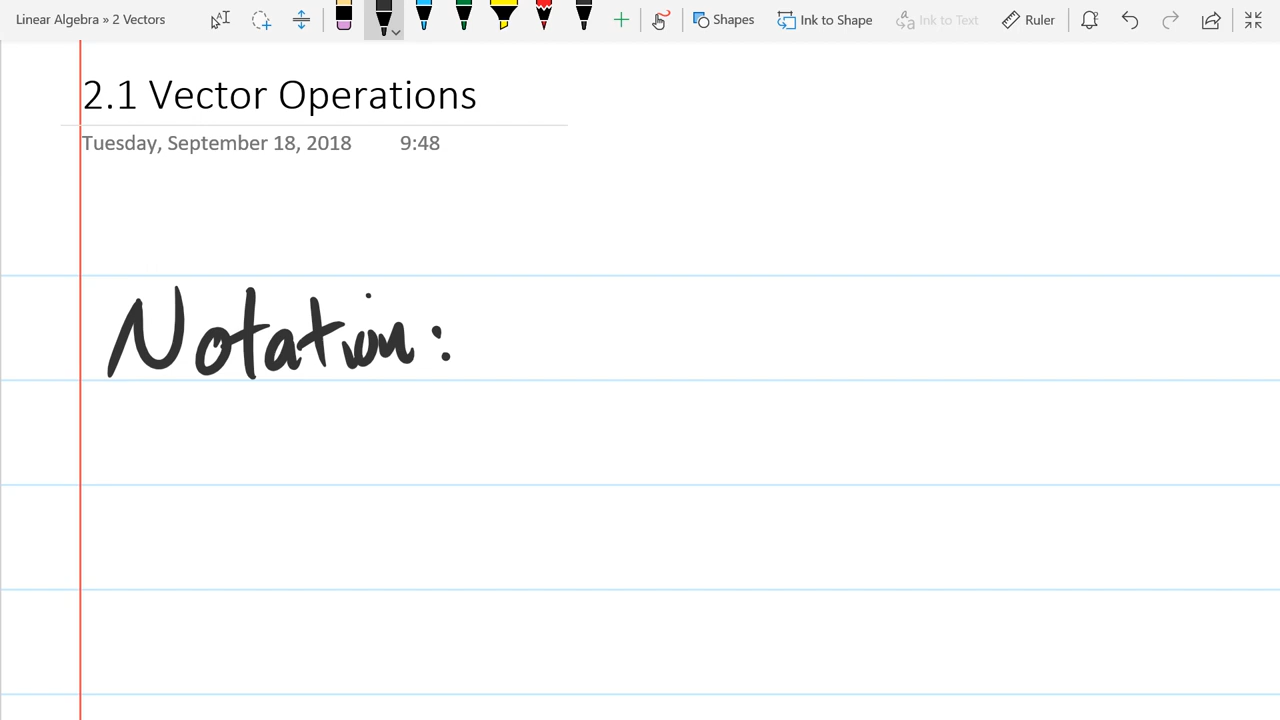 Linear Algebra » 2 Vectors
Shapes
Ink to Shape
Ink to Text
Ruler
2.1 Vector Operations
Tuesday, September 18, 2018 9:48
Notation: